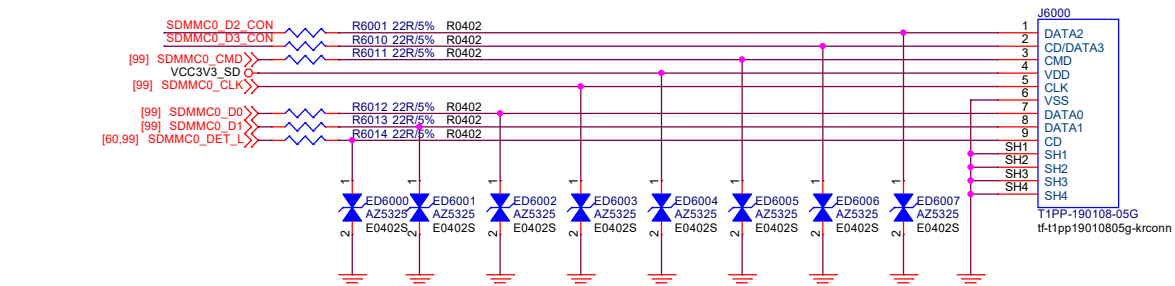 J6000
SDMMC0_D2_CON R6001 22R/5% R0402 1 DATA2
SDMMC0_D3_CON R6010 22R/5% R0402 2 CD/DATA3
[99] SDMMC0_CMD R6011 22R/5% R0402 3 CMD
VCC3V3_SD 4 VDD
[99] SDMMC0_CLK 5 CLK
6 VSS
[99] SDMMC0_D0 R6012 22R/5% R0402 7 DATA0
[99] SDMMC0_D1 R6013 22R/5% R0402 8 DATA1
[60,99] SDMMC0_DET_L R6014 22R/5% R0402 9 CD
SH1 SH1
SH2 SH2
SH3 SH3
SH4 SH4
1 1 1 1 1 1 1 1
ED6000 ED6001 ED6002 ED6003 ED6004 ED6005 ED6006 ED6007
AZ5325 AZ5325 AZ5325 AZ5325 AZ5325 AZ5325 AZ5325 AZ5325
E0402S E0402S E0402S E0402S E0402S E0402S E0402S E0402S
2 2 2 2 2 2 2 2
T1PP-190108-05G
tf-t1pp19010805g-krconn